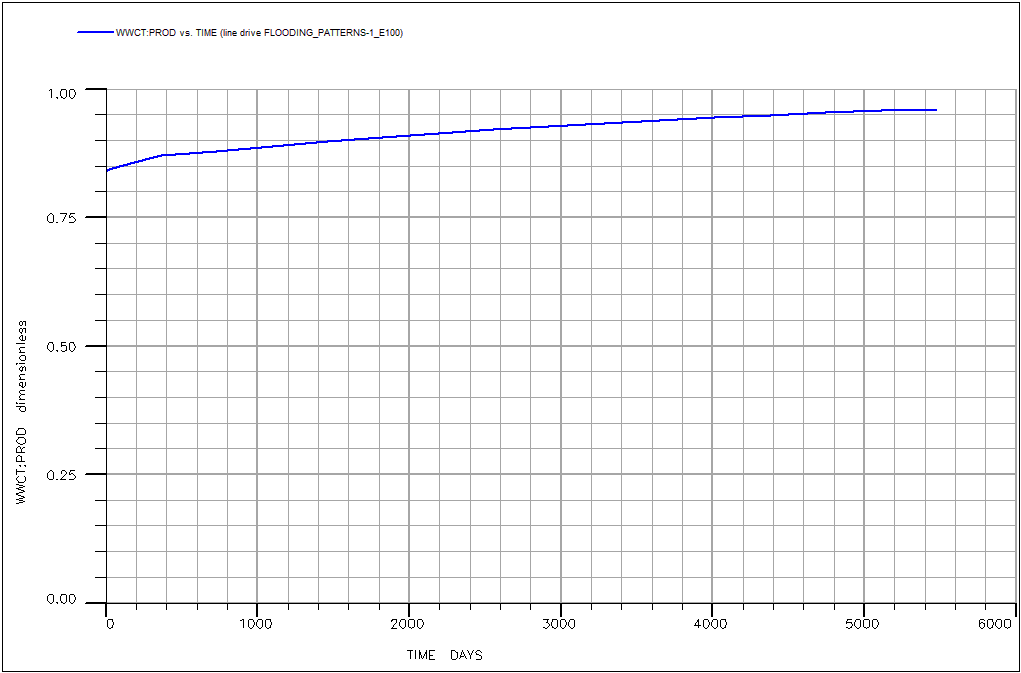 WWCT:PROD vs. TIME (line drive FLOODING_PATTERNS-1_E100)
1.00
0.75
0.50
0.25
0.00
WWCT:PROD dimensionless
0 1000 2000 3000 4000 5000 6000
TIME DAYS